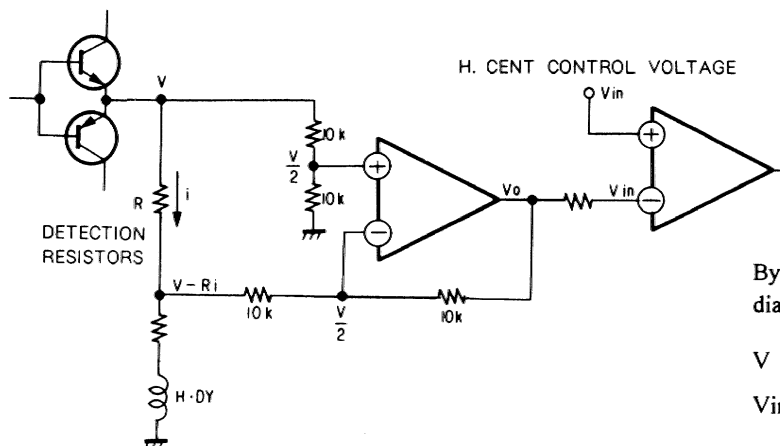 H. CENT CONTROL VOLTAGE
Vin
V
10k
V/2
10k
+
−
Vo
Vin
+
−
R
i
DETECTION
RESISTORS
V−Ri
10k
V/2
10k
H·DY
By
dia
V
Vin